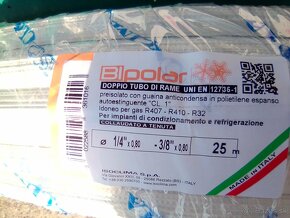 Bipolar
DOPPIO TUBO DI RAME UNI EN 12735-1
preisolato con guaina anticondensa in polietilene espanso
autoestinguente "CL. 1"
Idoneo per gas R407 - R410 - R32
Per impianti di condizionamento e refrigerazione
COLLAUDATO A TENUTA
ø 1/4" x 0,80 - 3/8" x 0,80 25 m
ISOCLIMA S.p.A.
MADE IN ITALY